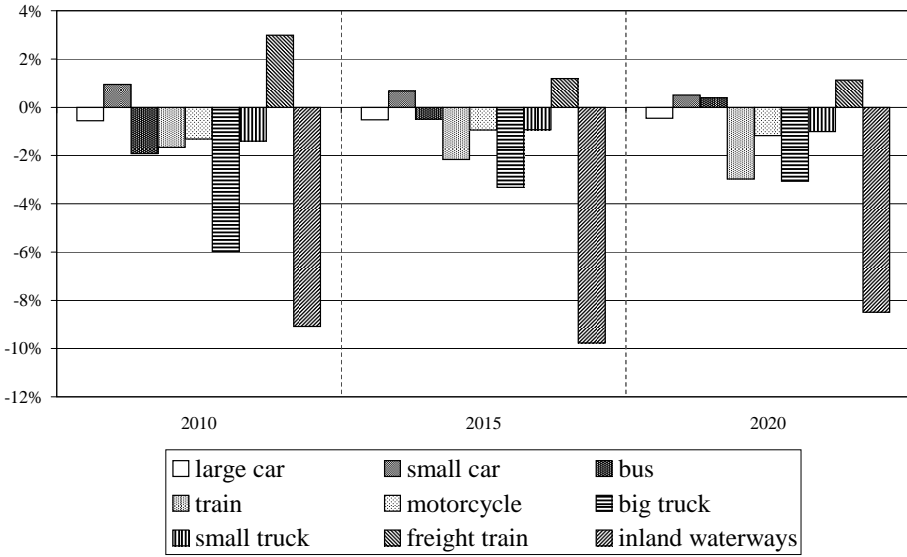 4%
2%
0%
-2%
-4%
-6%
-8%
-10%
-12%
2010 2015 2020
large car small car bus
train motorcycle big truck
small truck freight train inland waterways